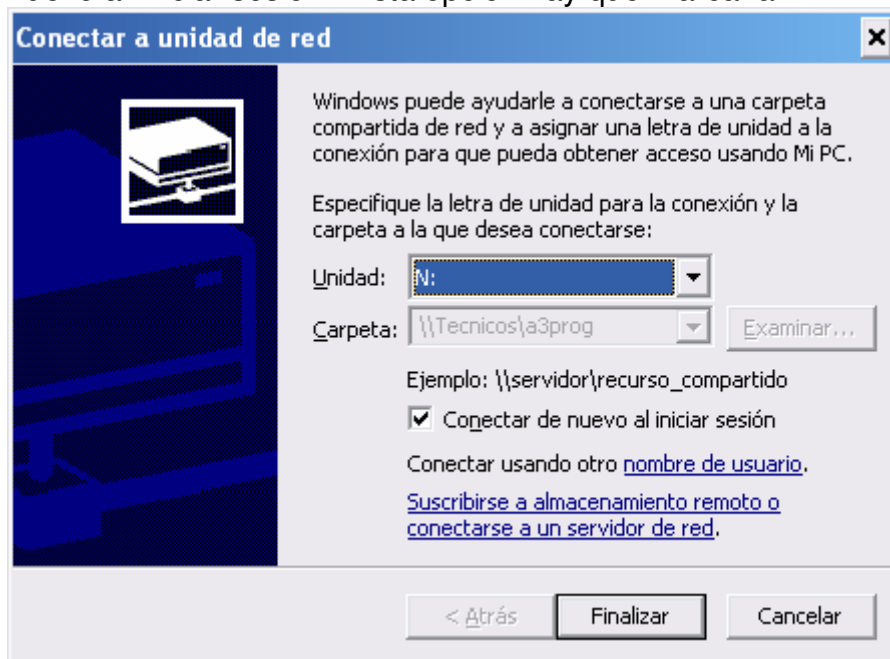 Conectar a unidad de red
Windows puede ayudarle a conectarse a una carpeta
compartida de red y a asignar una letra de unidad a la
conexión para que pueda obtener acceso usando Mi PC.
Especifique la letra de unidad para la conexión y la
carpeta a la que desea conectarse:
Unidad: N:
Carpeta: \\Tecnicos\a3prog Examinar...
Ejemplo: \\servidor\recurso_compartido
Conectar de nuevo al iniciar sesión
Conectar usando otro nombre de usuario.
Suscribirse a almacenamiento remoto o
conectarse a un servidor de red.
< Atrás Finalizar Cancelar